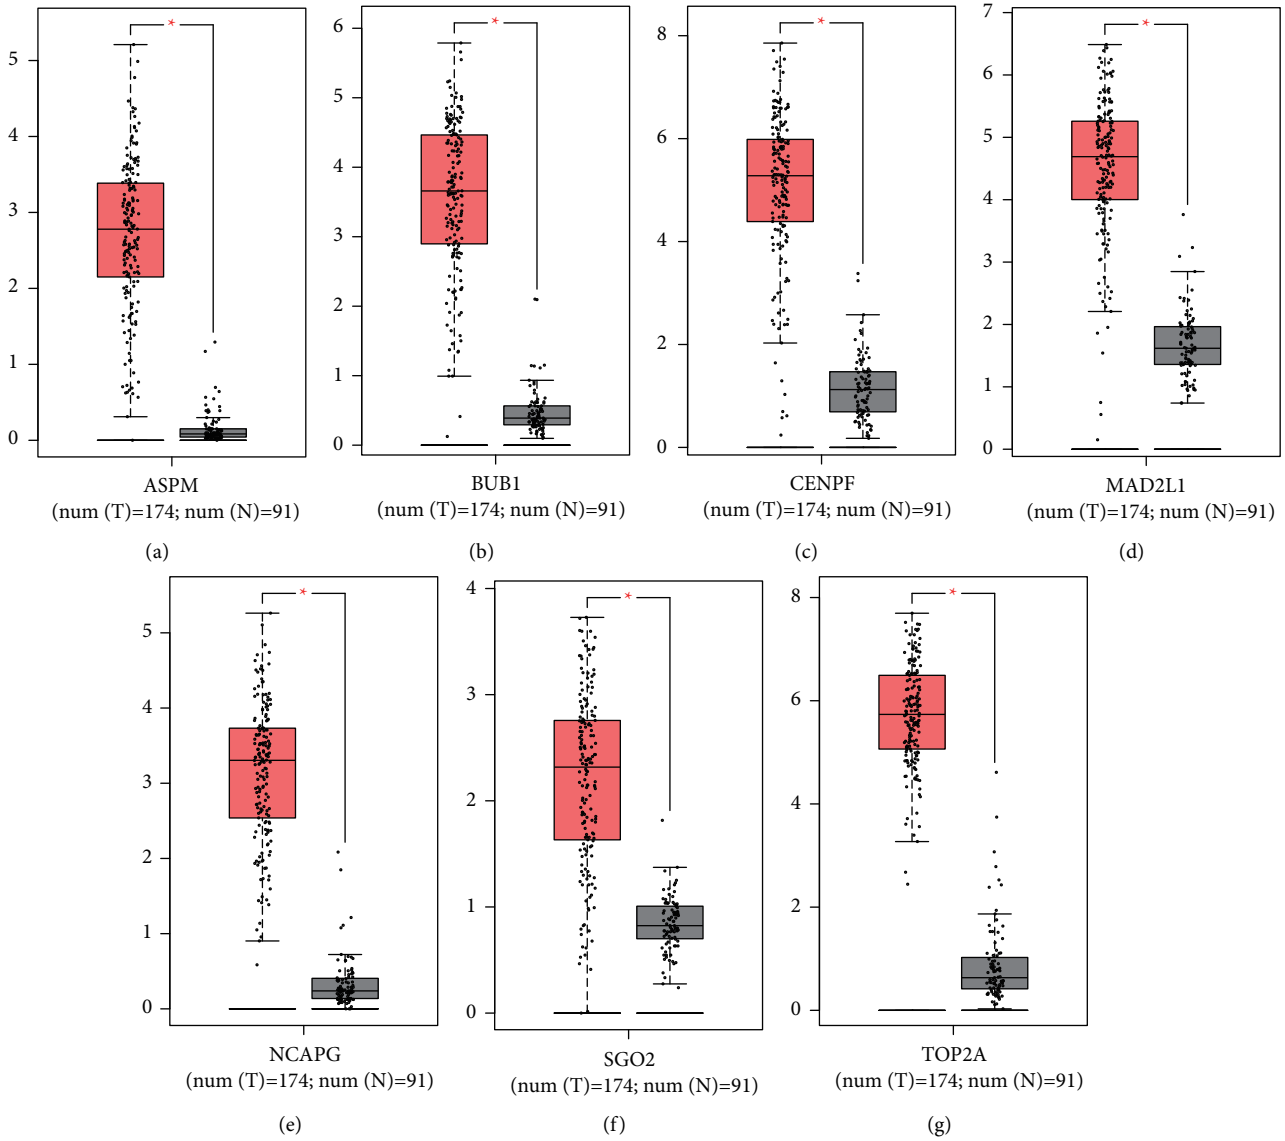 *
5
4
3
2
1
0
ASPM
(num (T)=174; num (N)=91)
(a)
*
6
5
4
3
2
1
0
BUB1
(num (T)=174; num (N)=91)
(b)
*
8
6
4
2
0
CENPF
(num (T)=174; num (N)=91)
(c)
*
7
6
5
4
3
2
1
0
MAD2L1
(num (T)=174; num (N)=91)
(d)
*
5
4
3
2
1
0
NCAPG
(num (T)=174; num (N)=91)
(e)
*
4
3
2
1
0
SGO2
(num (T)=174; num (N)=91)
(f)
*
8
6
4
2
0
TOP2A
(num (T)=174; num (N)=91)
(g)